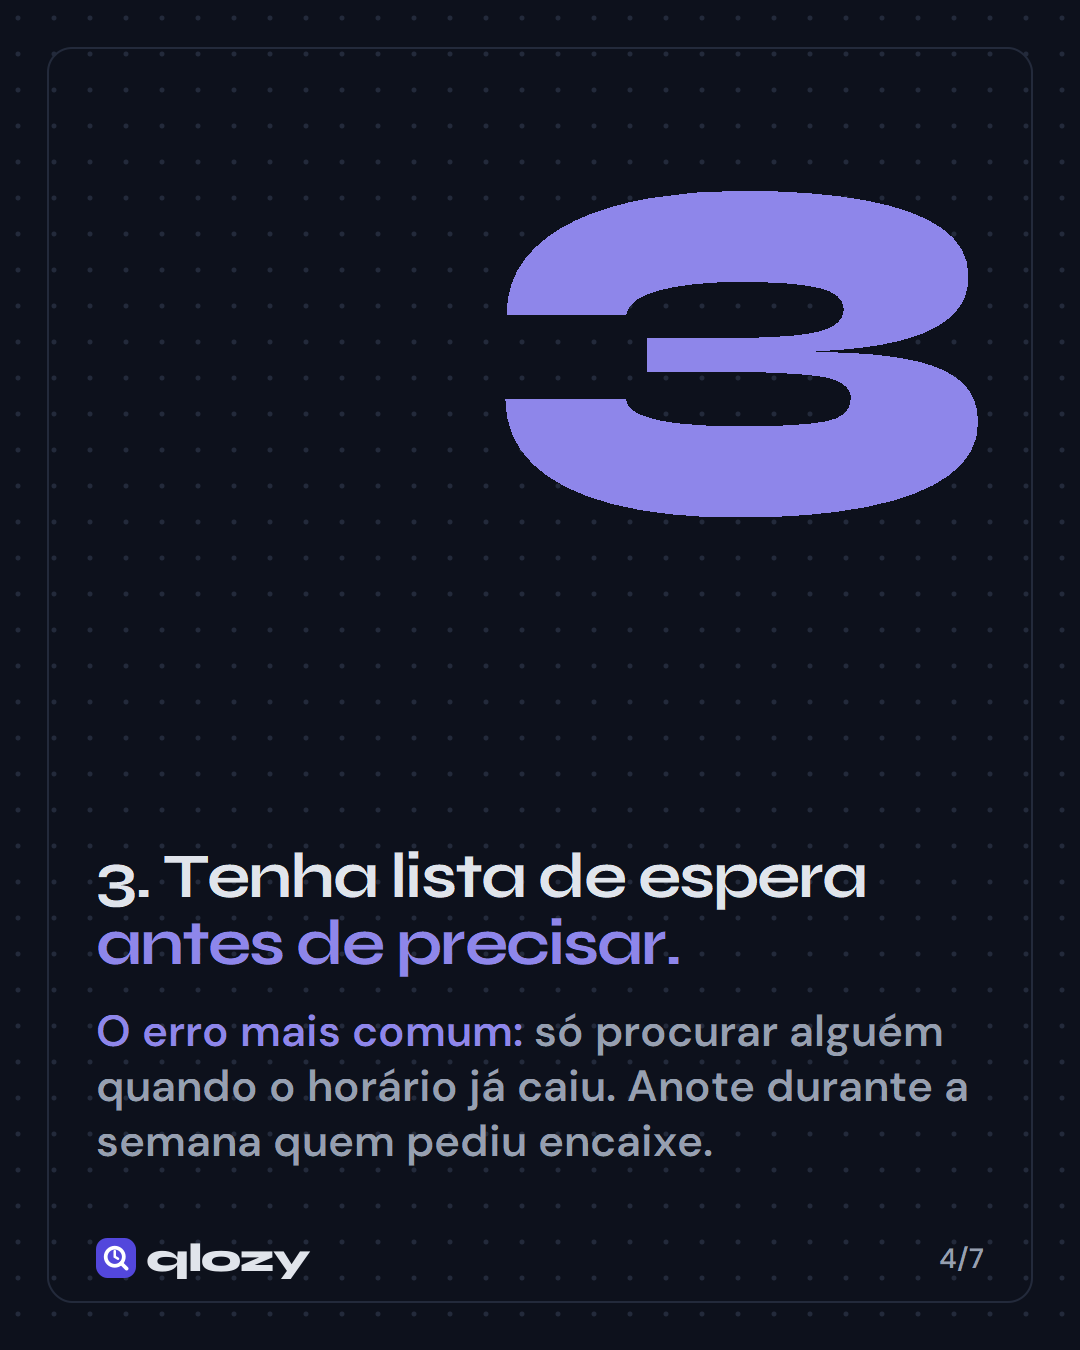 3
3. Tenha lista de espera
antes de precisar.
O erro mais comum: só procurar alguém
quando o horário já caiu. Anote durante a
semana quem pediu encaixe.
qlozy
4/7